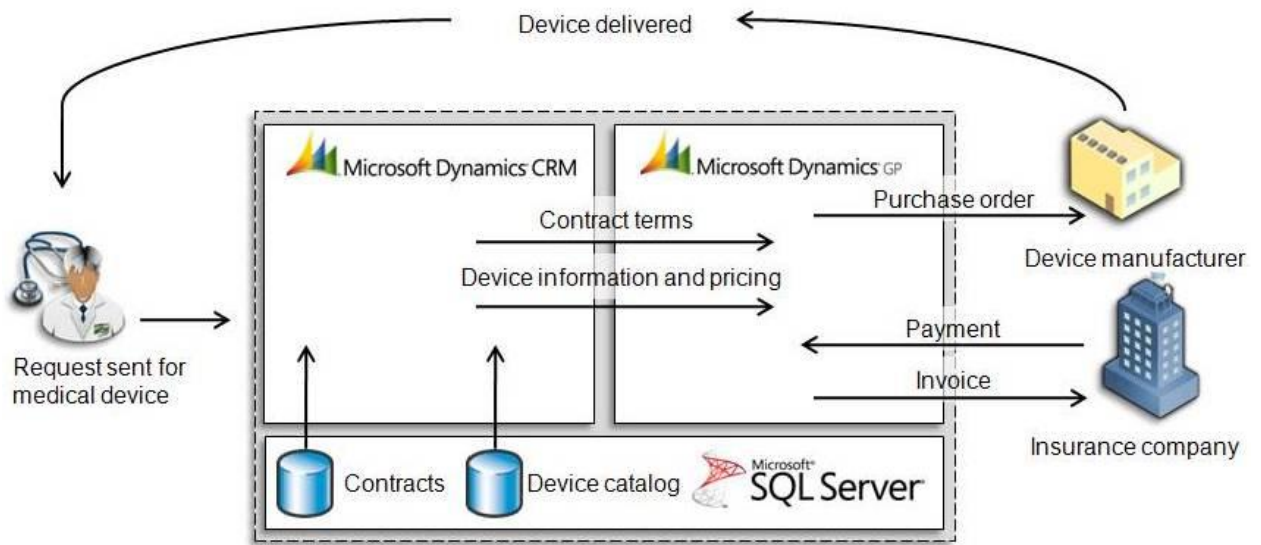 Device delivered
Microsoft Dynamics CRM
Microsoft Dynamics GP
Purchase order
Contract terms
Device manufacturer
Device information and pricing
Request sent for
medical device
Payment
Invoice
Insurance company
Contracts
Device catalog
Microsoft®
SQL Server